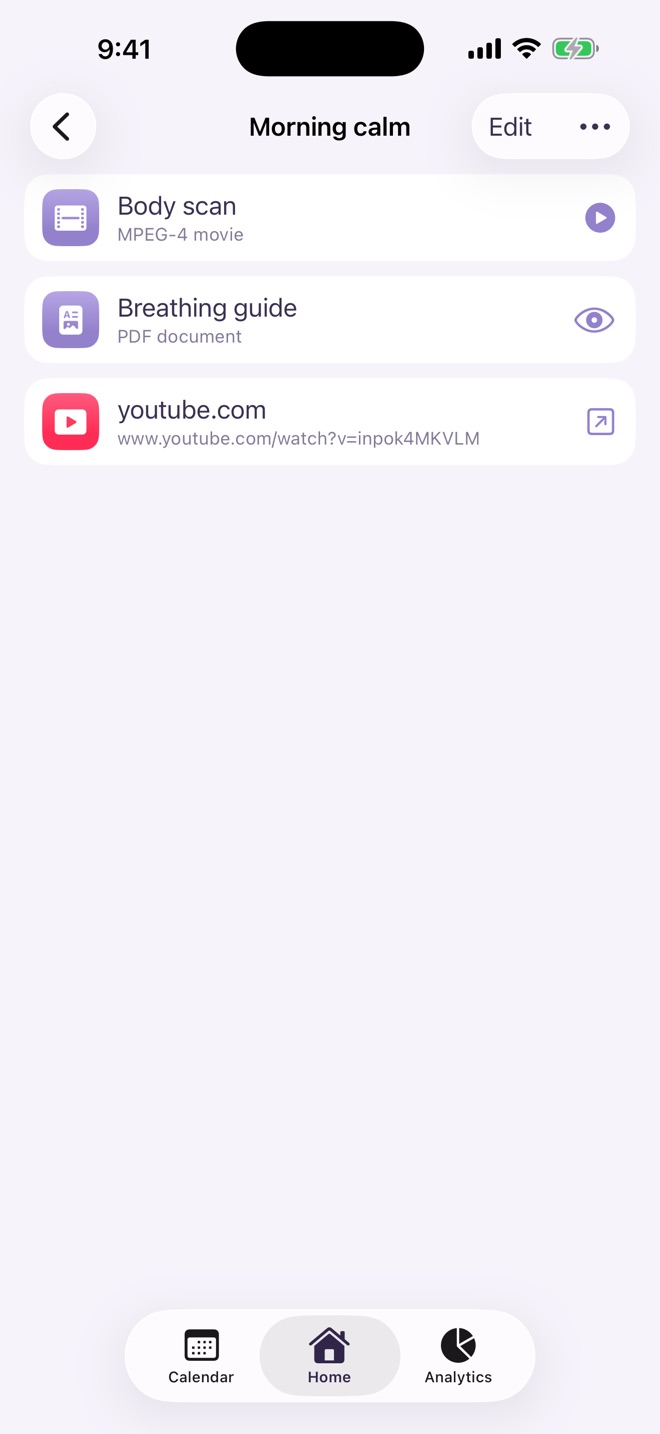 9:41
Morning calm
Edit
Body scan
MPEG-4 movie
Breathing guide
PDF document
youtube.com
www.youtube.com/watch?v=inpok4MKVLM
Calendar
Home
Analytics